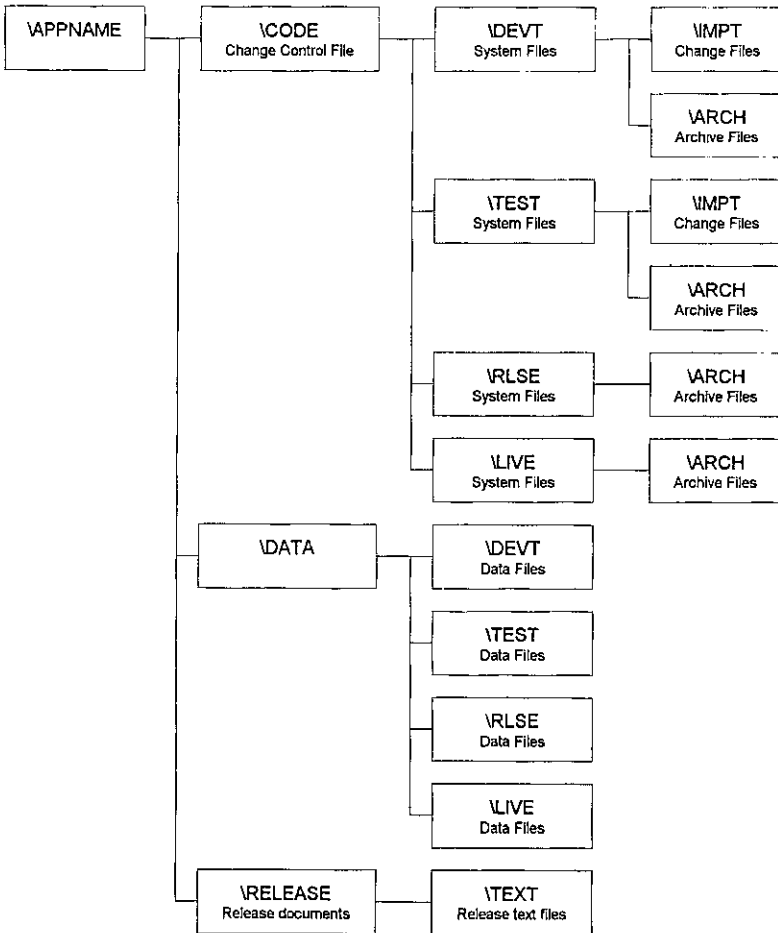 \APPNAME
\CODE
Change Control File
\DEVT
System Files
\IMPT
Change Files
\ARCH
Archive Files
\TEST
System Files
\IMPT
Change Files
\ARCH
Archive Files
\RLSE
System Files
\ARCH
Archive Files
\LIVE
System Files
\ARCH
Archive Files
\DATA
\DEVT
Data Files
\TEST
Data Files
\RLSE
Data Files
\LIVE
Data Files
\RELEASE
Release documents
\TEXT
Release text files